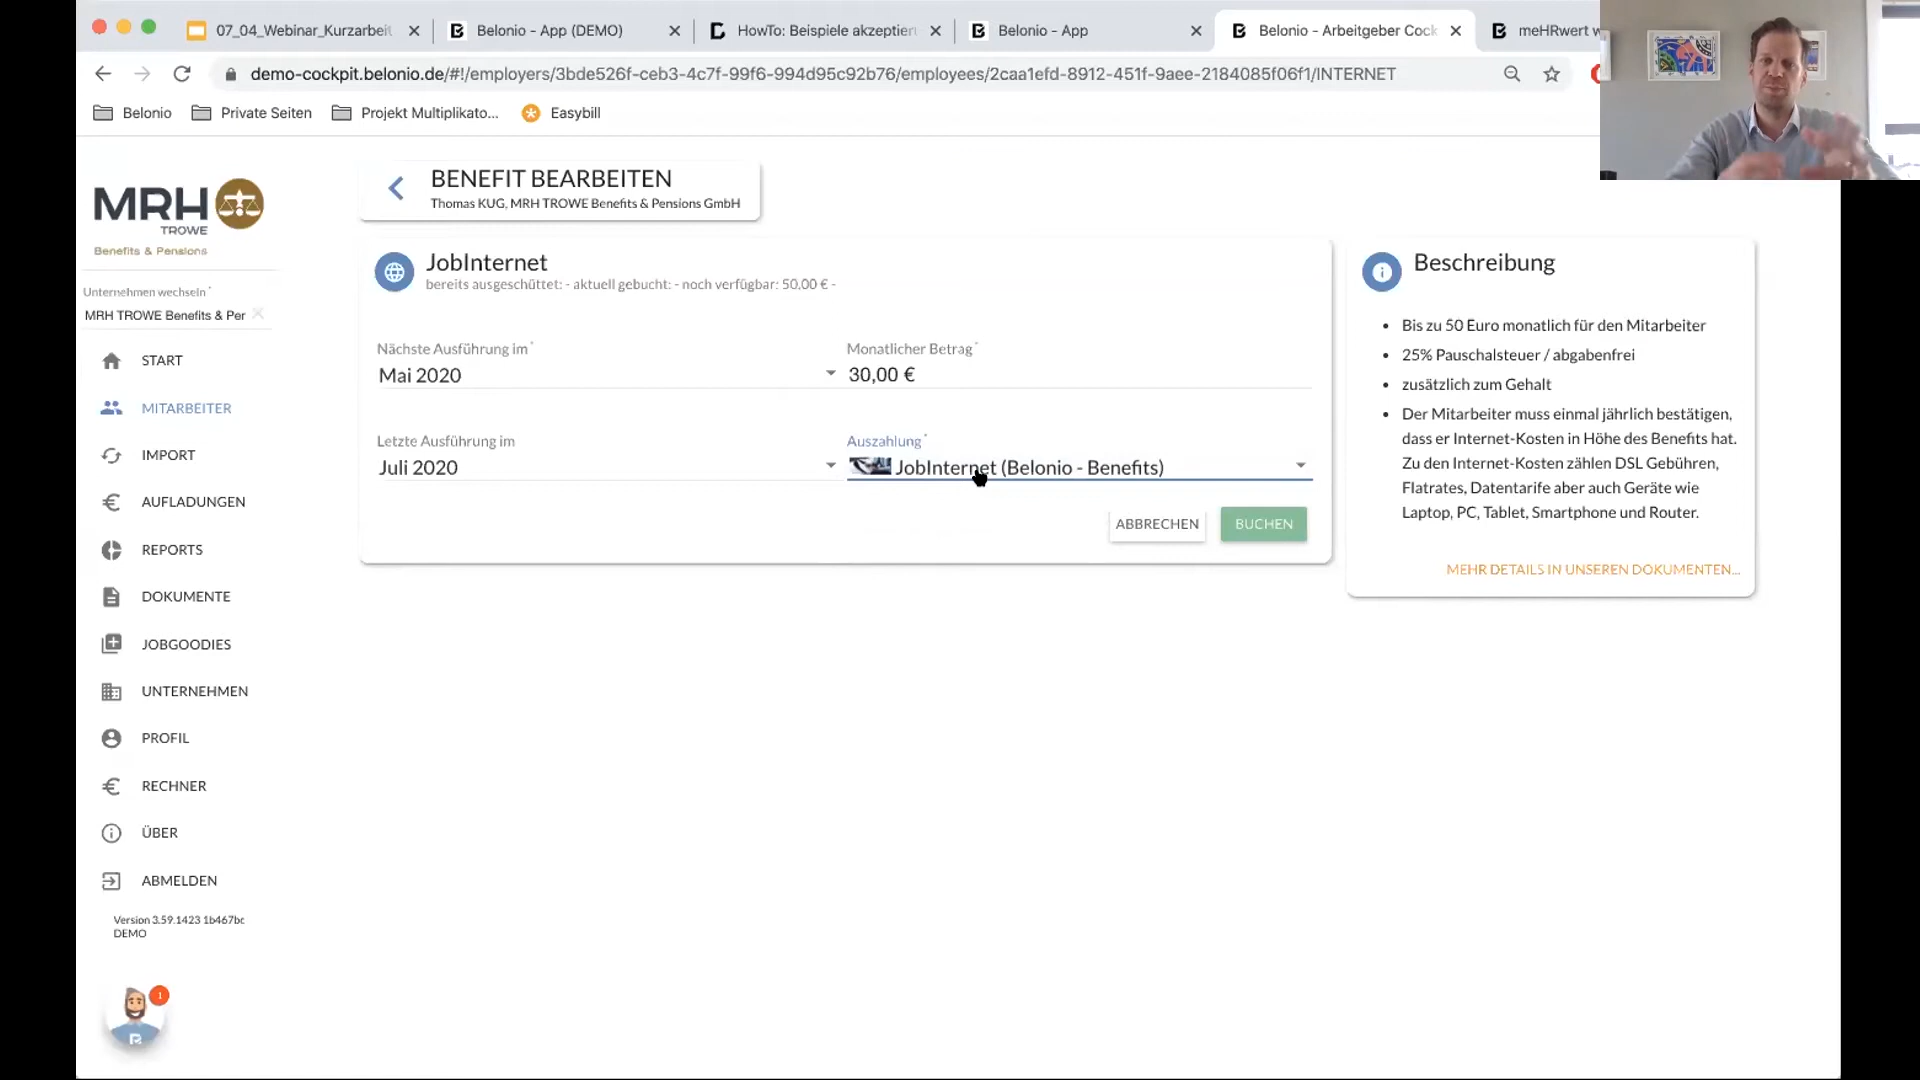 07_04_Webinar_Kurzarbeit
Belonio - App (DEMO)
HowTo: Beispiele akzeptier
Belonio - App
Belonio - Arbeitgeber Cock
meHRwert w
demo-cockpit.belonio.de/#!/employers/3bde526f-ceb3-4c7f-99f6-994d95c92b76/employees/2caa1efd-8912-451f-9aee-2184085f06f1/INTERNET
Belonio
Private Seiten
Projekt Multiplikato...
Easybill
MRH
TROWE
Benefits & Pensions
Unternehmen wechseln *
MRH TROWE Benefits & Per
START
MITARBEITER
IMPORT
AUFLADUNGEN
REPORTS
DOKUMENTE
JOBGOODIES
UNTERNEHMEN
PROFIL
RECHNER
ÜBER
ABMELDEN
Version 3.59.1423 1b467bc
DEMO
1
BENEFIT BEARBEITEN
Thomas KUG, MRH TROWE Benefits & Pensions GmbH
JobInternet
bereits ausgeschüttet: - aktuell gebucht: - noch verfügbar: 50,00 € -
Nächste Ausführung im *
Mai 2020
Monatlicher Betrag *
30,00 €
Letzte Ausführung im
Juli 2020
Auszahlung *
JobInternet (Belonio - Benefits)
ABBRECHEN
BUCHEN
Beschreibung
• Bis zu 50 Euro monatlich für den Mitarbeiter
• 25% Pauschalsteuer / abgabenfrei
• zusätzlich zum Gehalt
• Der Mitarbeiter muss einmal jährlich bestätigen,
dass er Internet-Kosten in Höhe des Benefits hat.
Zu den Internet-Kosten zählen DSL Gebühren,
Flatrates, Datentarife aber auch Geräte wie
Laptop, PC, Tablet, Smartphone und Router.
MEHR DETAILS IN UNSEREN DOKUMENTEN...